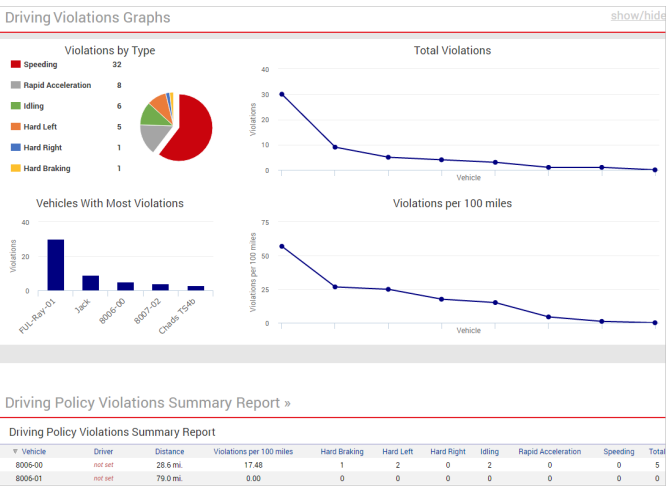 Driving Violations Graphs
show/hide
Violations by Type
Speeding 32
Rapid Acceleration 8
Idling 6
Hard Left 5
Hard Right 1
Hard Braking 1
Total Violations
40
30
20
10
0
Violations
Vehicle
Vehicles With Most Violations
40
20
0
Violations
FUL-Ray-01
Jack
8006-00
8007-02
Chads TS4b
Violations per 100 miles
75
50
25
0
Violations per 100 miles
Vehicle
Driving Policy Violations Summary Report »
Driving Policy Violations Summary Report
Vehicle Driver Distance Violations per 100 miles Hard Braking Hard Left Hard Right Idling Rapid Acceleration Speeding Total
8006-00 not set 28.6 mi. 17.48 1 2 0 2 0 0 5
8006-01 not set 79.0 mi. 0.00 0 0 0 0 0 0 0